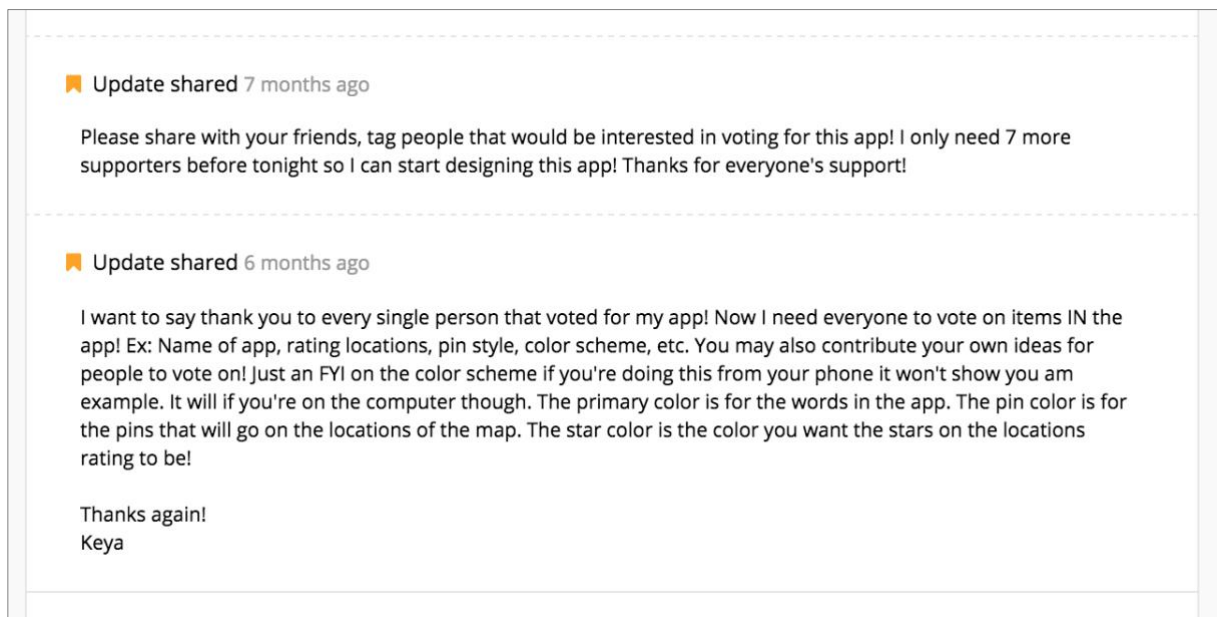 Update shared 7 months ago
Please share with your friends, tag people that would be interested in voting for this app! I only need 7 more
supporters before tonight so I can start designing this app! Thanks for everyone's support!
Update shared 6 months ago
I want to say thank you to every single person that voted for my app! Now I need everyone to vote on items IN the
app! Ex: Name of app, rating locations, pin style, color scheme, etc. You may also contribute your own ideas for
people to vote on! Just an FYI on the color scheme if you're doing this from your phone it won't show you am
example. It will if you're on the computer though. The primary color is for the words in the app. The pin color is for
the pins that will go on the locations of the map. The star color is the color you want the stars on the locations
rating to be!
Thanks again!
Keya